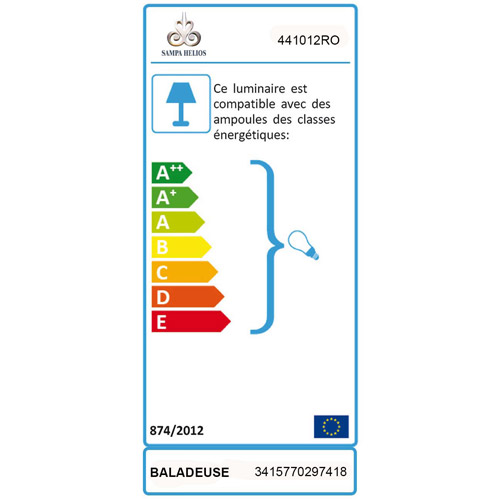 SAMPA HELIOS
441012RO
Ce luminaire est
compatible avec des
ampoules des classes
énergétiques:
A++
A+
A
B
C
D
E
874/2012
BALADEUSE 3415770297418